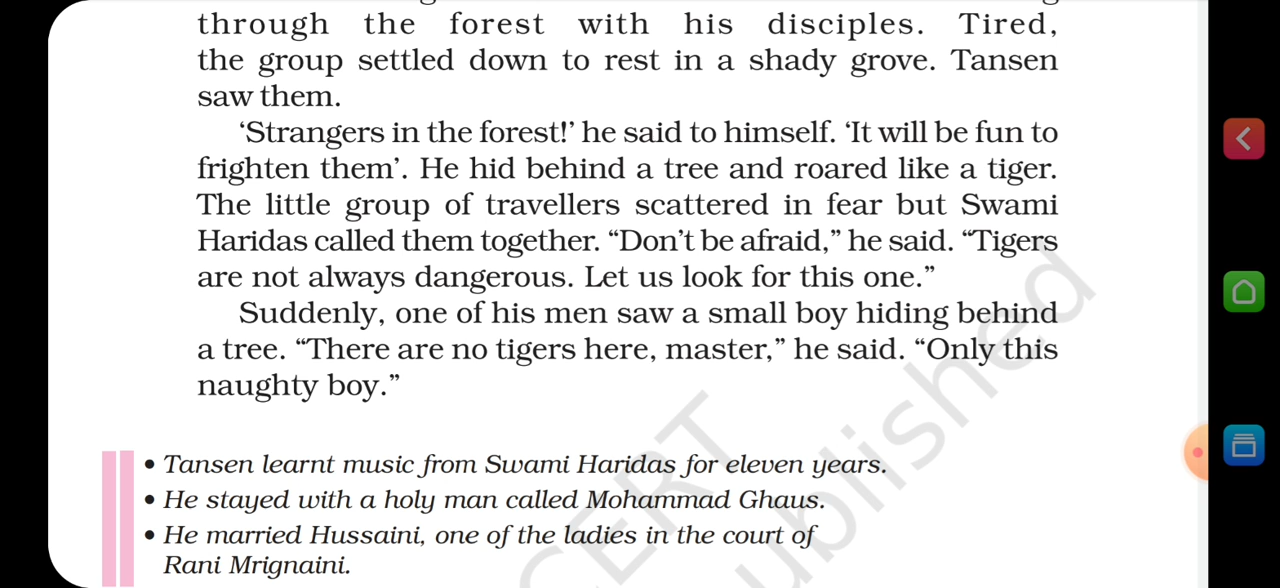 through the forest with his disciples. Tired,
the group settled down to rest in a shady grove. Tansen
saw them.
‘Strangers in the forest!’ he said to himself. ‘It will be fun to
frighten them’. He hid behind a tree and roared like a tiger.
The little group of travellers scattered in fear but Swami
Haridas called them together. “Don’t be afraid,” he said. “Tigers
are not always dangerous. Let us look for this one.”
Suddenly, one of his men saw a small boy hiding behind
a tree. “There are no tigers here, master,” he said. “Only this
naughty boy.”
• Tansen learnt music from Swami Haridas for eleven years.
• He stayed with a holy man called Mohammad Ghaus.
• He married Hussaini, one of the ladies in the court of
Rani Mrignaini.